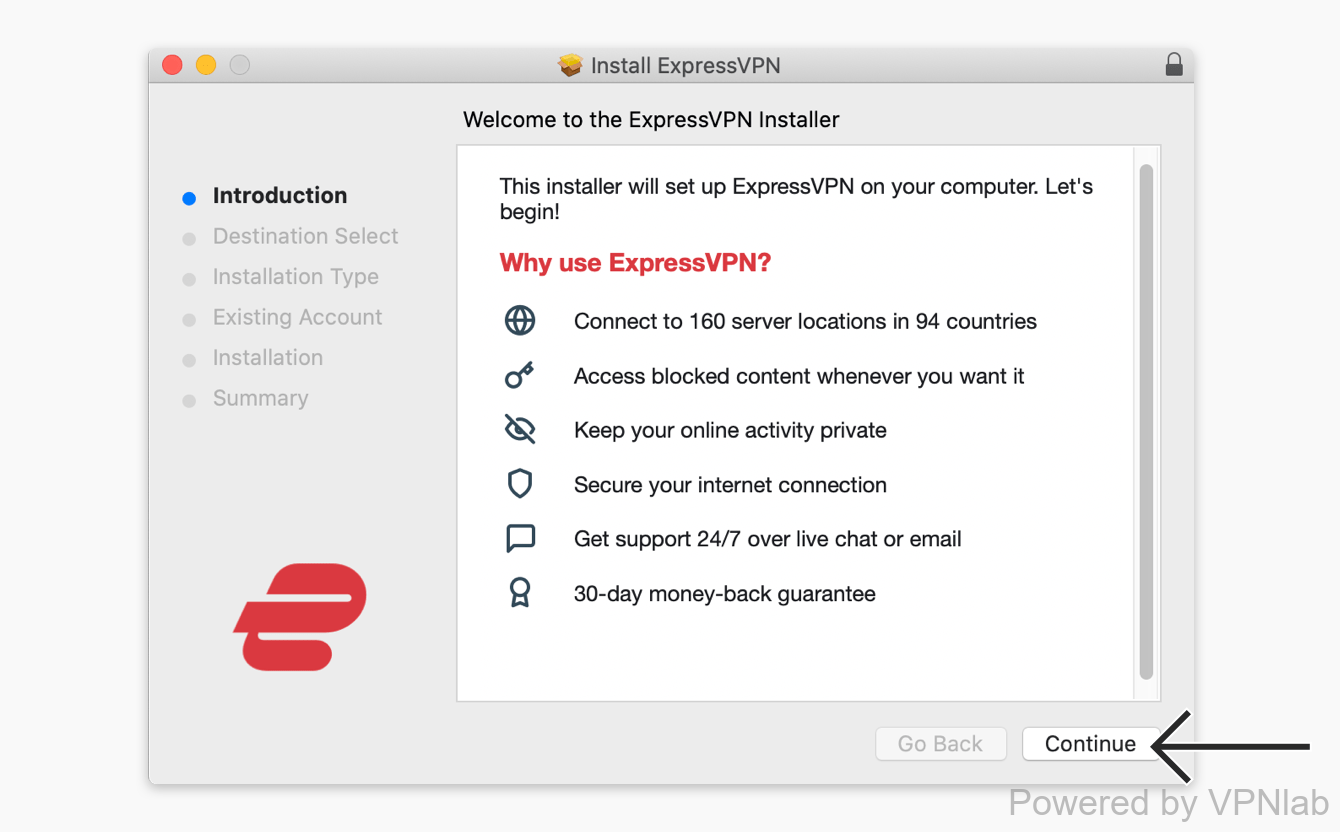 Install ExpressVPN
Welcome to the ExpressVPN Installer
Introduction
Destination Select
Installation Type
Existing Account
Installation
Summary
This installer will set up ExpressVPN on your computer. Let's
begin!
Why use ExpressVPN?
Connect to 160 server locations in 94 countries
Access blocked content whenever you want it
Keep your online activity private
Secure your internet connection
Get support 24/7 over live chat or email
30-day money-back guarantee
Go Back
Continue
Powered by VPNlab